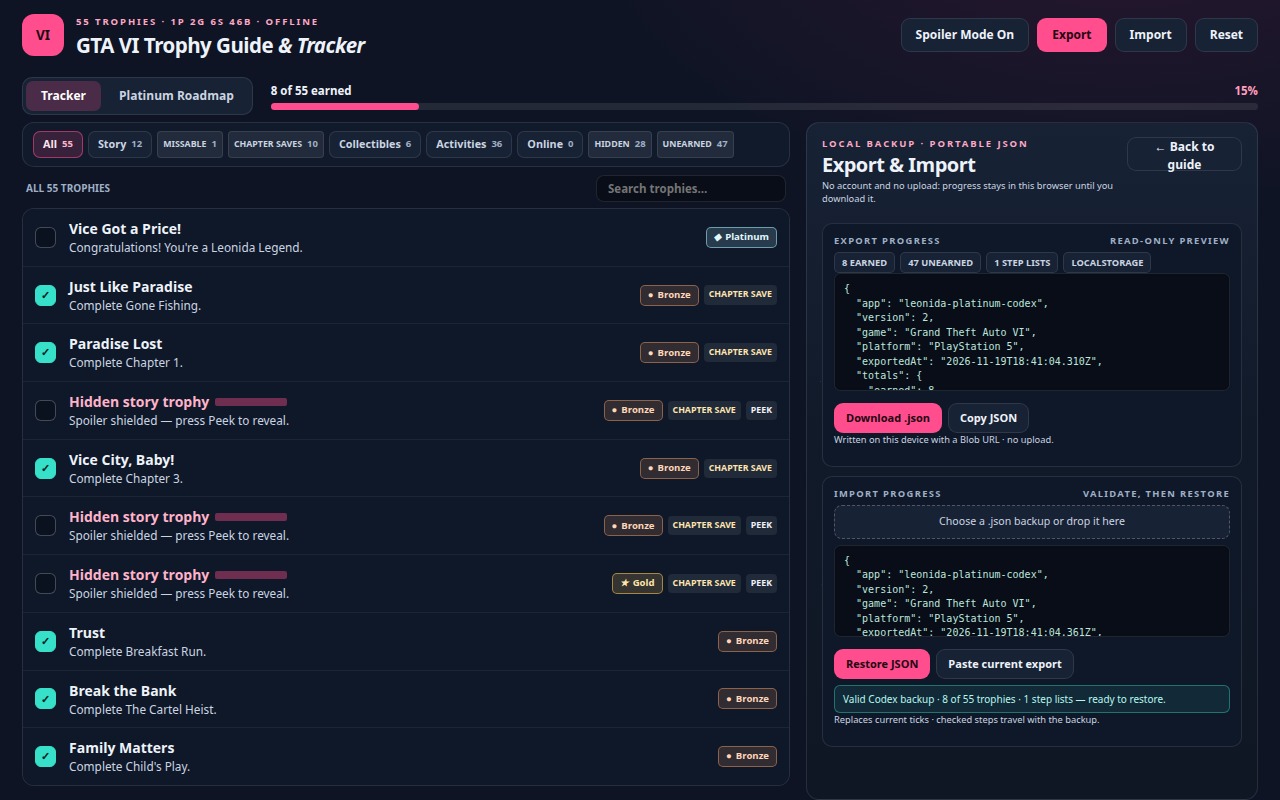 VI
55 TROPHIES · 1P 2G 6S 46B · OFFLINE
GTA VI Trophy Guide & Tracker
Spoiler Mode On
Export
Import
Reset
Tracker
Platinum Roadmap
8 of 55 earned
15%
All 55
Story 12
MISSABLE 1
CHAPTER SAVES 10
Collectibles 6
Activities 36
Online 0
HIDDEN 28
UNEARNED 47
ALL 55 TROPHIES
Search trophies...
Vice Got a Price!
Congratulations! You're a Leonida Legend.
◆ Platinum
✓
Just Like Paradise
Complete Gone Fishing.
● Bronze
CHAPTER SAVE
✓
Paradise Lost
Complete Chapter 1.
● Bronze
CHAPTER SAVE
Hidden story trophy
Spoiler shielded — press Peek to reveal.
● Bronze
CHAPTER SAVE
PEEK
✓
Vice City, Baby!
Complete Chapter 3.
● Bronze
CHAPTER SAVE
Hidden story trophy
Spoiler shielded — press Peek to reveal.
● Bronze
CHAPTER SAVE
PEEK
Hidden story trophy
Spoiler shielded — press Peek to reveal.
★ Gold
CHAPTER SAVE
PEEK
✓
Trust
Complete Breakfast Run.
● Bronze
✓
Break the Bank
Complete The Cartel Heist.
● Bronze
✓
Family Matters
Complete Child's Play.
● Bronze
LOCAL BACKUP · PORTABLE JSON
Export & Import
No account and no upload: progress stays in this browser until you
download it.
← Back to
guide
EXPORT PROGRESS
READ-ONLY PREVIEW
8 EARNED
47 UNEARNED
1 STEP LISTS
LOCALSTORAGE
{
"app": "leonida-platinum-codex",
"version": 2,
"game": "Grand Theft Auto VI",
"platform": "PlayStation 5",
"exportedAt": "2026-11-19T18:41:04.310Z",
"totals": {
"earned": 8,
Download .json
Copy JSON
Written on this device with a Blob URL · no upload.
IMPORT PROGRESS
VALIDATE, THEN RESTORE
Choose a .json backup or drop it here
{
"app": "leonida-platinum-codex",
"version": 2,
"game": "Grand Theft Auto VI",
"platform": "PlayStation 5",
"exportedAt": "2026-11-19T18:41:04.361Z",
Restore JSON
Paste current export
Valid Codex backup · 8 of 55 trophies · 1 step lists — ready to restore.
Replaces current ticks · checked steps travel with the backup.